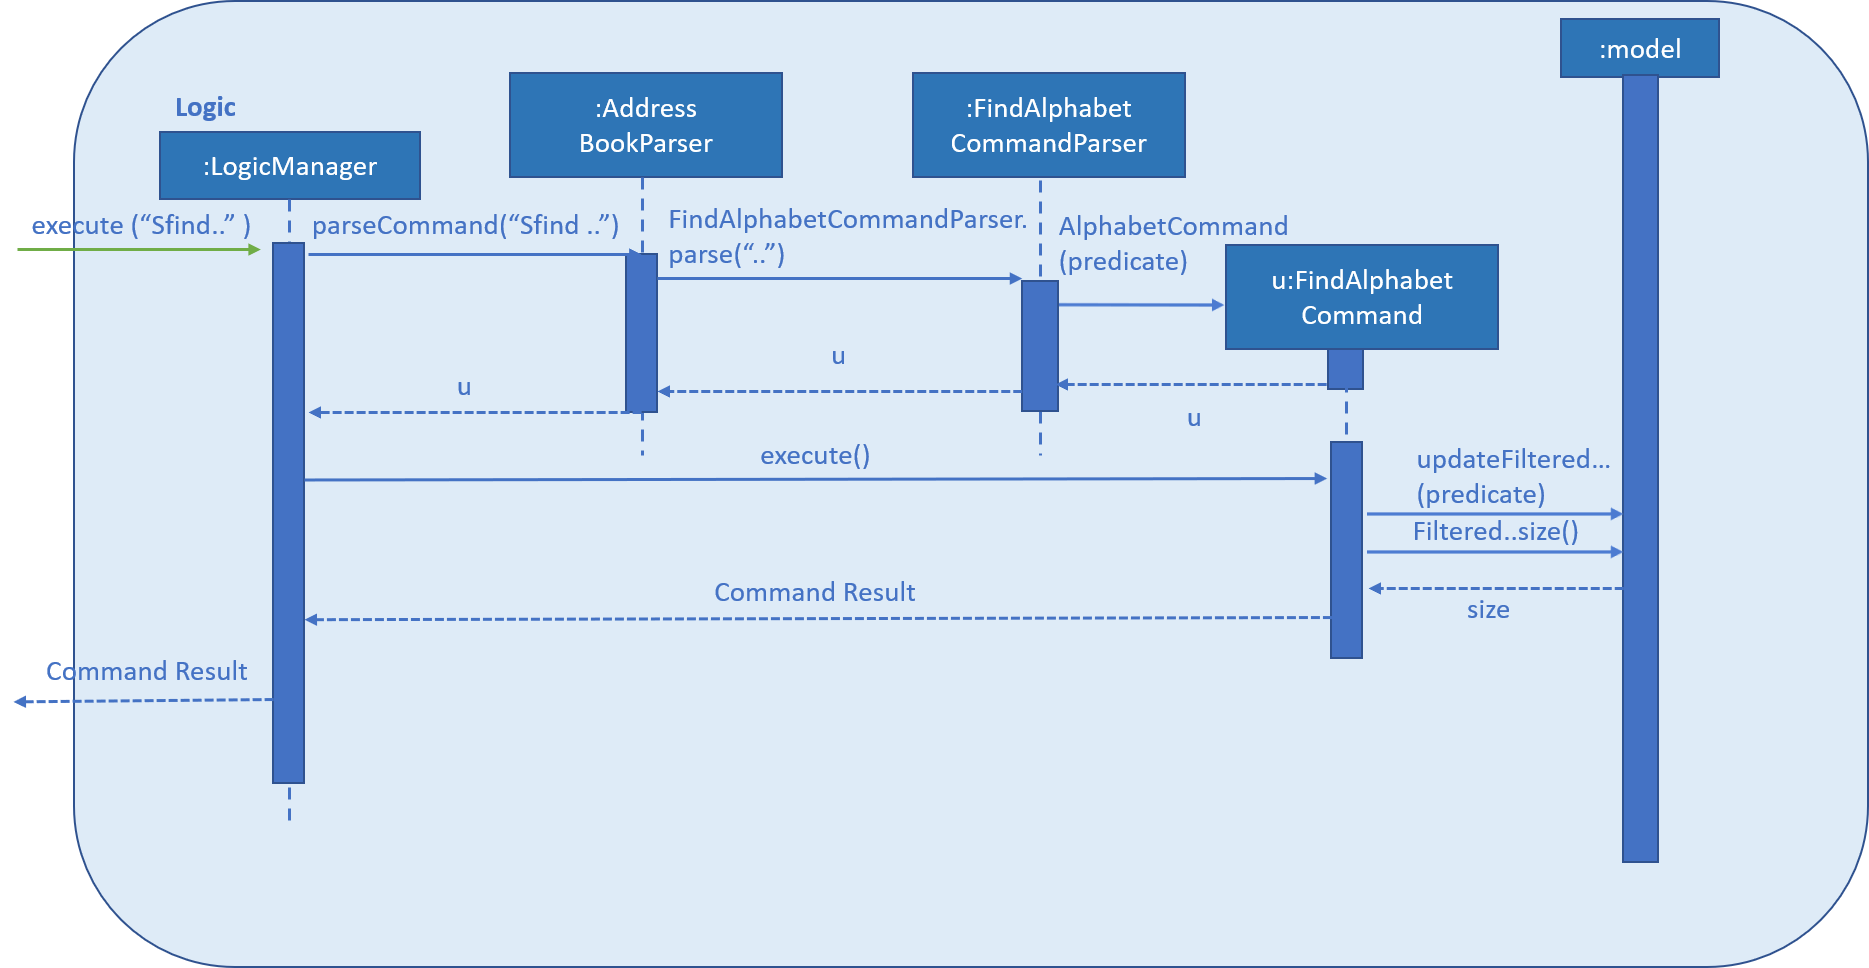 :model
Logic
:Address
BookParser
:FindAlphabet
CommandParser
:LogicManager
execute (“Sfind..” )
parseCommand(“Sfind ..”)
FindAlphabetCommandParser.
parse(“..”)
AlphabetCommand
(predicate)
u:FindAlphabet
Command
u
u
u
execute()
updateFiltered…
(predicate)
Filtered..size()
Command Result
size
Command Result